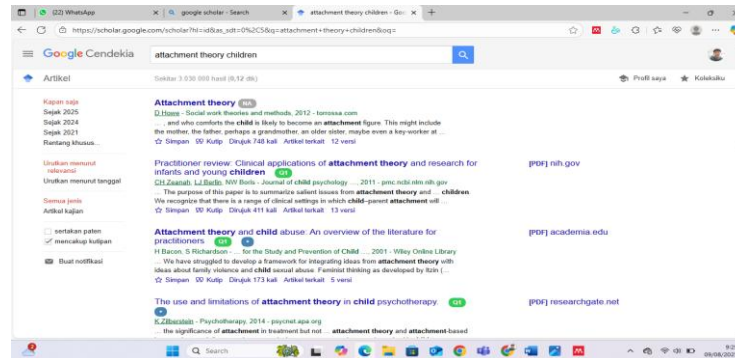 (22) WhatsApp
google scholar - Search
attachment theory children - Goo
https://scholar.google.com/scholar?hl=id&as_sdt=0%2C5&q=attachment+theory+children&oq=
Google Cendekia
attachment theory children
Artikel
Sekitar 3.030.000 hasil (0,12 dtk)
Profil saya
Koleksiku
Kapan saja
Sejak 2025
Sejak 2024
Sejak 2021
Rentang khusus...
Urutkan menurut relevansi
Urutkan menurut tanggal
Semua jenis
Artikel kajian
sertakan paten
mencakup kutipan
Buat notifikasi
Attachment theory NA
D Howe - Social work theories and methods, 2012 - torrossa.com
... , and who comforts the child is likely to become an attachment figure. This might include
the mother, the father, perhaps a grandmother, an older sister, maybe even a key-worker at ...
Simpan Kutip Dirujuk 748 kali Artikel terkait 12 versi
Practitioner review: Clinical applications of attachment theory and research for
infants and young children Q1
CH Zeanah, LJ Berlin, NW Boris - Journal of child psychology ..., 2011 - pmc.ncbi.nlm.nih.gov
... The purpose of this paper is to summarize salient issues from attachment theory and ... children.
We recognize that there is a range of clinical settings in which child–parent attachment will ...
Simpan Kutip Dirujuk 411 kali Artikel terkait 13 versi
[PDF] nih.gov
Attachment theory and child abuse: An overview of the literature for
practitioners Q1
H Bacon, S Richardson - ... for the Study and Prevention of Child ..., 2001 - Wiley Online Library
... We have struggled to develop a framework for integrating ideas from attachment theory with
ideas about family violence and child sexual abuse. Feminist thinking as developed by Itzin (...
Simpan Kutip Dirujuk 173 kali Artikel terkait 5 versi
[PDF] academia.edu
The use and limitations of attachment theory in child psychotherapy. Q1
K Zilberstein - Psychotherapy, 2014 - psycnet.apa.org
... the significance of attachment in treatment but not ... attachment theory and attachment-based
[PDF] researchgate.net
Search